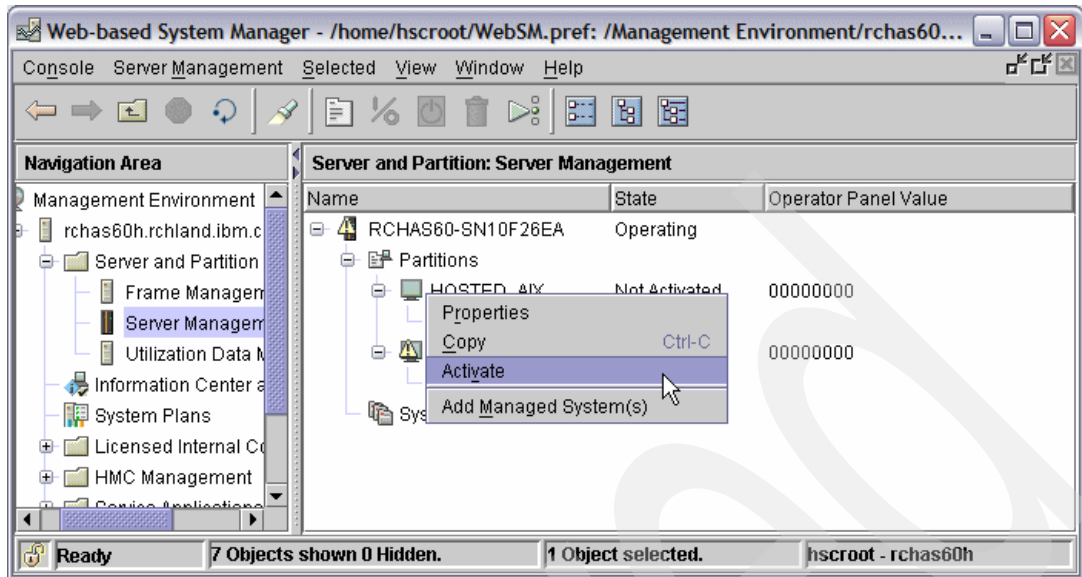 Web-based System Manager - /home/hscroot/WebSM.pref: /Management Environment/rchas60...
Console Server Management Selected View Window Help
Navigation Area
Server and Partition: Server Management
Management Environment
rchas60h.rchland.ibm.c
Server and Partition
Frame Managem
Server Managem
Utilization Data M
Information Center a
System Plans
Licensed Internal Co
HMC Management
Service Applications
Name State Operator Panel Value
RCHAS60-SN10F26EA Operating
Partitions
HOSTED_AIX Not Activated 00000000
00000000
Sys
Properties
Copy Ctrl-C
Activate
Add Managed System(s)
Ready 7 Objects shown 0 Hidden. 1 Object selected. hscroot - rchas60h